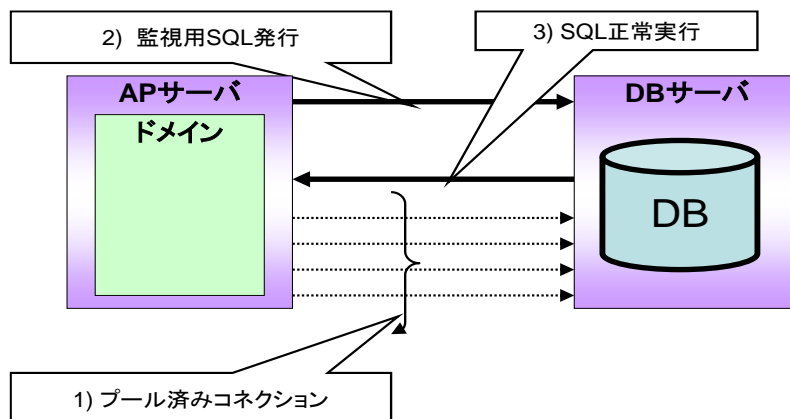 2) 監視用SQL発行
3) SQL正常実行
APサーバ
DBサーバ
ドメイン
DB
1) プール済みコネクション